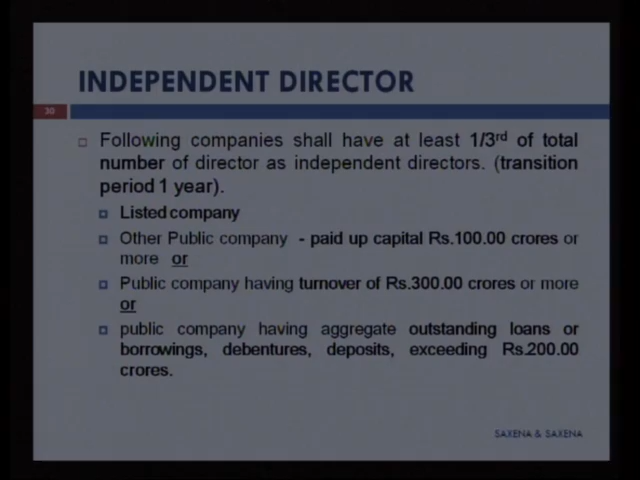 INDEPENDENT DIRECTOR
30
Following companies shall have at least 1/3rd of total
number of director as independent directors. (transition
period 1 year).
Listed company
Other Public company - paid up capital Rs.100.00 crores or
more or
Public company having turnover of Rs.300.00 crores or more
or
public company having aggregate outstanding loans or
borrowings, debentures, deposits, exceeding Rs.200.00
crores.
SAXENA & SAXENA